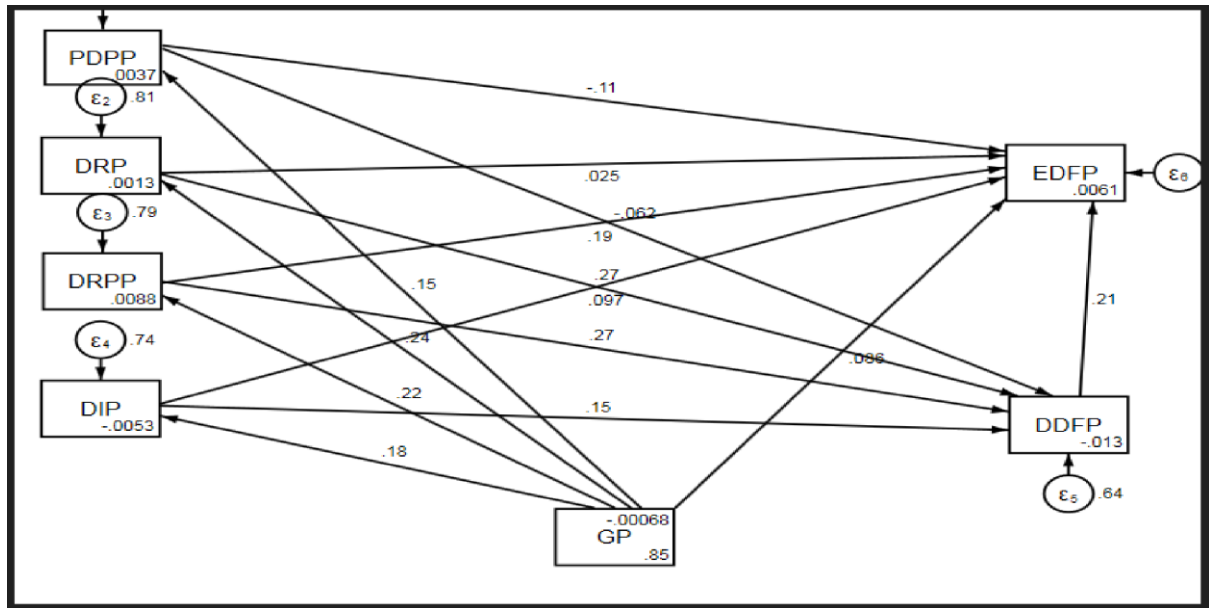 PDPP
.0037
ε2 .81
-.11
DRP
.0013
.025
EDFP
.0061
ε6
ε3 .79
-.062
.19
DRPP
.0088
.15
.27
.097
.21
ε4 .74
.24
.27
.086
DIP
-.0053
.22
.15
DDFP
-.013
.18
ε5 .64
-.00068
GP
.85